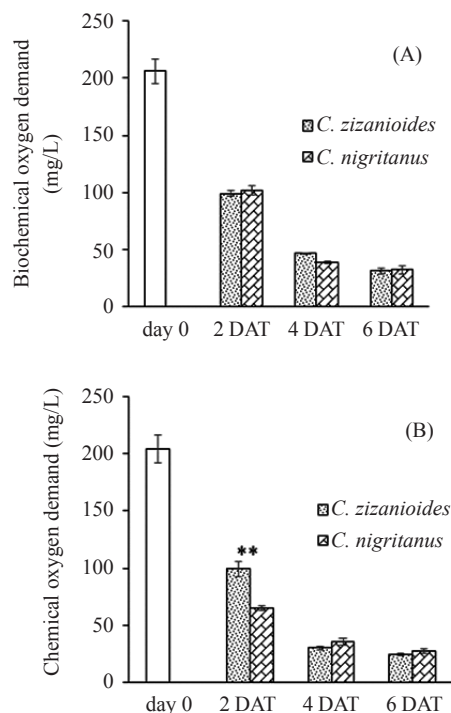 (A)
Biochemical oxygen demand
(mg/L)
250
200
150
100
50
0
C. zizanioides
C. nigritanus
day 0 2 DAT 4 DAT 6 DAT
(B)
Chemical oxygen demand (mg/L)
250
200
150
100
50
0
C. zizanioides
C. nigritanus
**
day 0 2 DAT 4 DAT 6 DAT